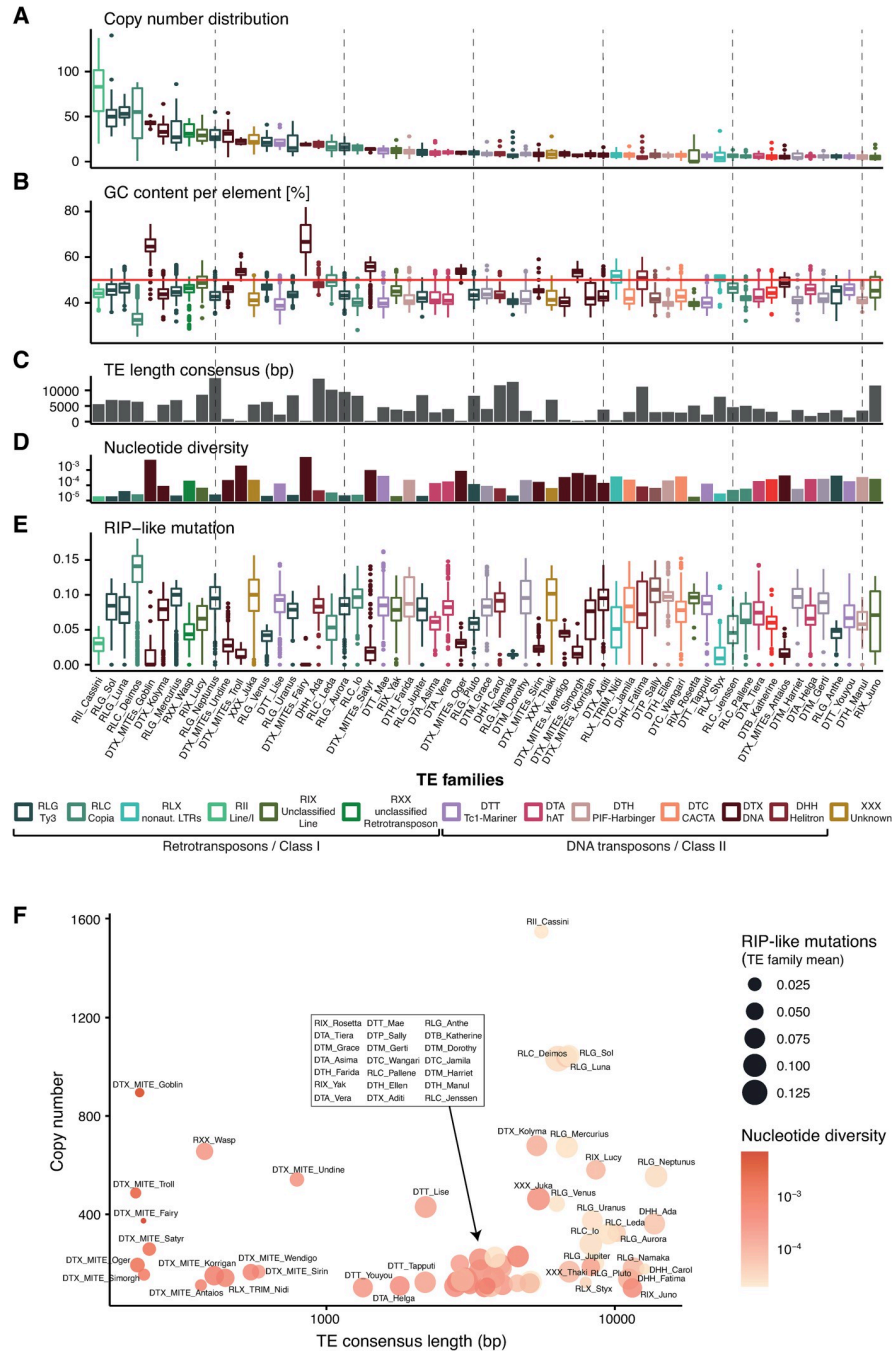 A
Copy number distribution
100
50
0
B
GC content per element [%]
80
60
40
C
TE length consensus (bp)
10000
5000
0
D
Nucleotide diversity
10⁻³
10⁻⁴
10⁻⁵
E
RIP−like mutation
0.15
0.10
0.05
0.00
RII_Cassini
RLG_Sol
RLG_Luna
RLC_Deimos
DTX_MITEs_Goblin
DTX_Kolyma
RLG_Mercurius
RXX_Wasp
RIX_Lucy
RLG_Neptunus
DTX_MITEs_Undine
DTX_MITEs_Troll
XXX_Juka
RLG_Venus
DTT_Lise
RLG_Uranus
DTX_MITEs_Fairy
DHH_Ada
RLC_Leda
RLG_Aurora
RLC_Io
DTX_MITEs_Satyr
DTT_Mae
RIX_Yak
DTH_Farida
RLG_Jupiter
DTA_Asima
DTA_Vera
DTX_MITEs_Oger
RLG_Pluto
DTM_Grace
DHH_Carol
RLG_Namaka
DTM_Dorothy
DTX_MITEs_Sirin
XXX_Thaki
DTX_MITEs_Wendigo
DTX_MITEs_Simorgh
DTX_MITEs_Korrigan
DTX_Aditi
RLX_TRIM_Nidi
DTC_Jamila
DHH_Fatima
DTP_Sally
DTH_Ellen
DTC_Wangari
RIX_Rosetta
DTT_Tapputi
RLX_Styx
RLC_Jenssen
RLC_Pallene
DTA_Tiera
DTB_Katherine
DTX_MITEs_Antaios
DTM_Harriet
DTA_Helga
DTM_Gerti
RLG_Anthe
DTT_Youyou
DTH_Manul
RIX_Juno
TE families
RLG Ty3
RLC Copia
RLX nonaut. LTRs
RII Line/I
RIX Unclassified Line
RXX unclassified Retrotransposon
DTT Tc1-Mariner
DTA hAT
DTH PIF-Harbinger
DTC CACTA
DTX DNA
DHH Helitron
XXX Unknown
Retrotransposons / Class I
DNA transposons / Class II
F
Copy number
1600
1200
800
400
1000
10000
TE consensus length (bp)
RII_Cassini
RIX_Rosetta DTT_Mae RLG_Anthe
DTA_Tiera DTP_Sally DTB_Katherine
DTM_Grace DTM_Gerti DTM_Dorothy
DTA_Asima DTC_Wangari DTC_Jamila
DTH_Farida RLC_Pallene DTM_Harriet
RIX_Yak DTH_Ellen DTH_Manul
DTA_Vera DTX_Aditi RLC_Jenssen
RLC_Deimos
RLG_Sol
RLG_Luna
DTX_MITE_Goblin
RXX_Wasp
DTX_Kolyma
RLG_Mercurius
RIX_Lucy
RLG_Neptunus
DTX_MITE_Undine
DTX_MITE_Troll
DTT_Lise
XXX_Juka
RLG_Venus
DTX_MITE_Fairy
RLG_Uranus
DHH_Ada
RLC_Leda
RLC_Io
RLG_Aurora
DTX_MITE_Satyr
DTX_MITE_Oger
DTX_MITE_Korrigan
DTX_MITE_Wendigo
DTX_MITE_Sirin
DTX_MITE_Simorgh
DTX_MITE_Antaios
RLX_TRIM_Nidi
DTT_Youyou
DTT_Tapputi
DTA_Helga
RLG_Jupiter
RLG_Namaka
XXX_Thaki
RLG_Pluto
DHH_Carol
DHH_Fatima
RLX_Styx
RIX_Juno
RIP-like mutations
(TE family mean)
0.025
0.050
0.075
0.100
0.125
Nucleotide diversity
10⁻³
10⁻⁴